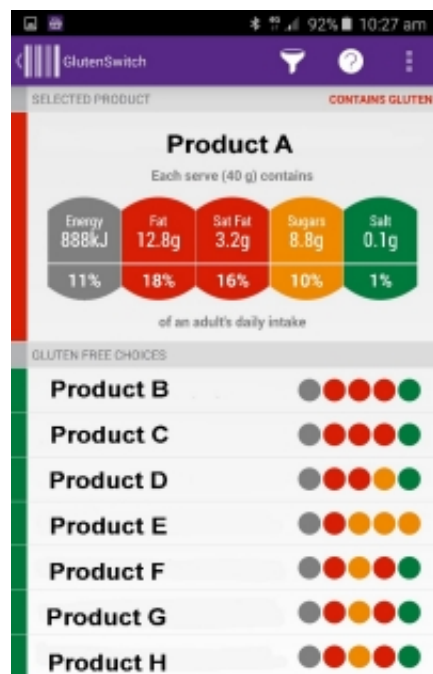 92% 10:27 am
GlutenSwitch ?
SELECTED PRODUCT CONTAINS GLUTEN
Product A
Each serve (40 g) contains
Energy Fat Sat Fat Sugars Salt
888kJ 12.8g 3.2g 8.8g 0.1g
11% 18% 16% 10% 1%
of an adult's daily intake
GLUTEN FREE CHOICES
Product B
Product C
Product D
Product E
Product F
Product G
Product H